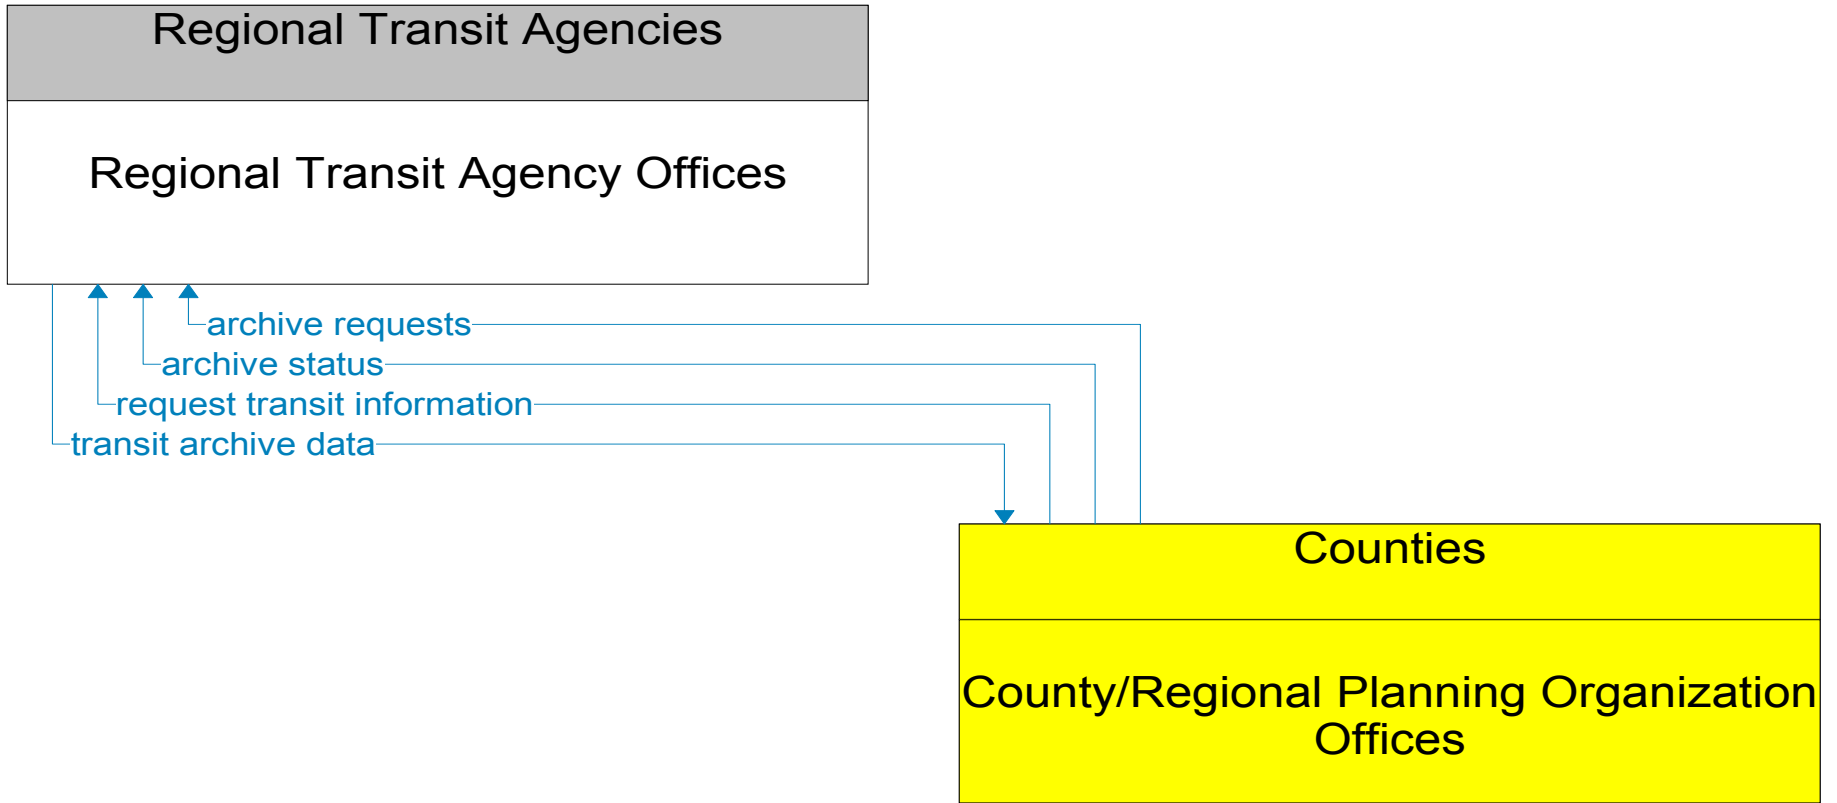 Regional Transit Agencies
Regional Transit Agency Offices
archive requests
archive status
request transit information
transit archive data
Counties
County/Regional Planning Organization
Offices